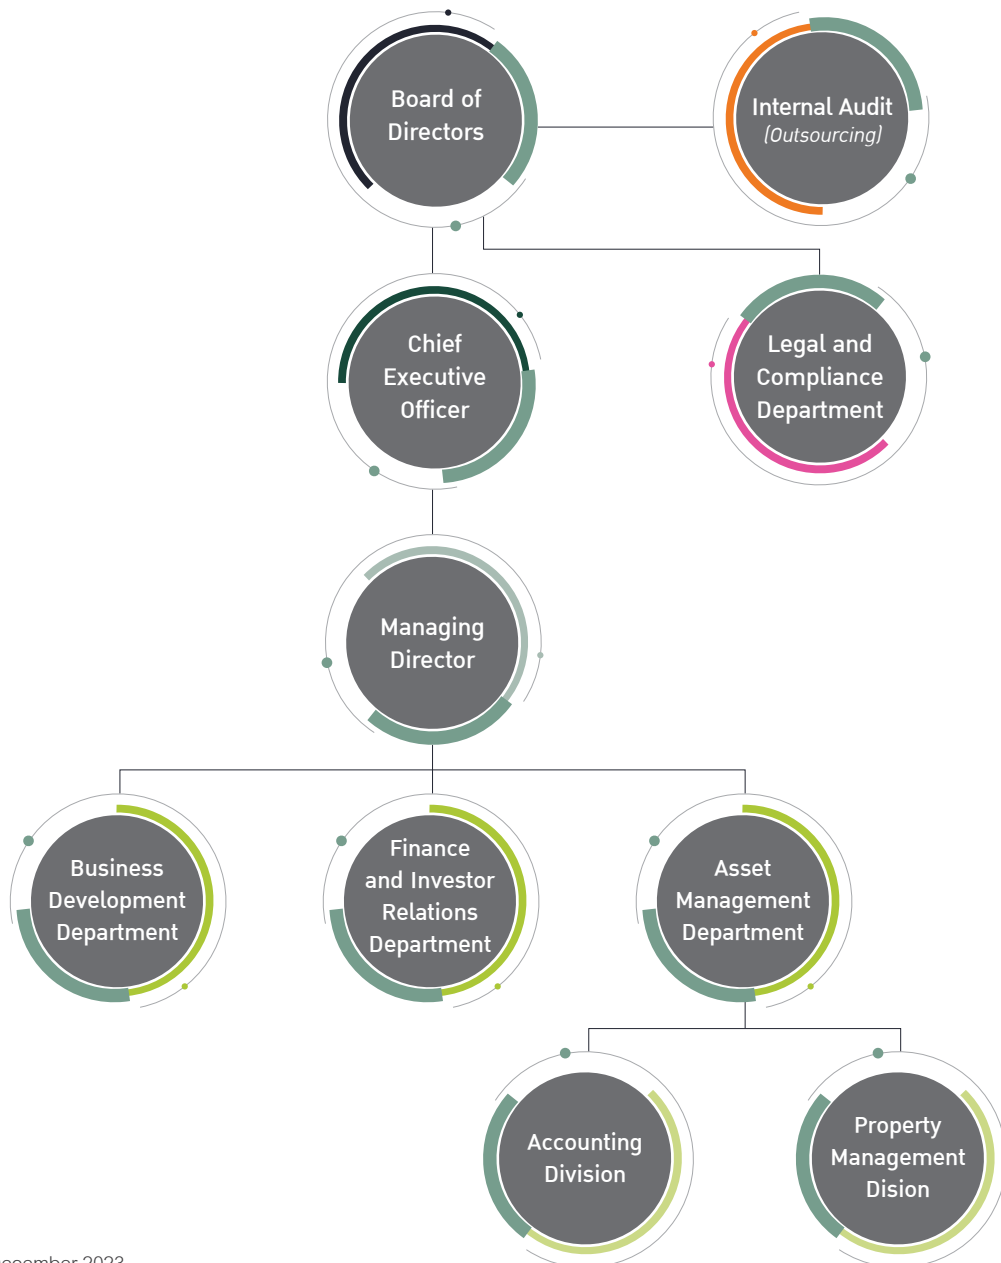 Board of
Directors
Internal Audit
(Outsourcing)
Chief
Executive
Officer
Legal and
Compliance
Department
Managing
Director
Business
Development
Department
Finance
and Investor
Relations
Department
Asset
Management
Department
Accounting
Division
Property
Management
Dision
2023